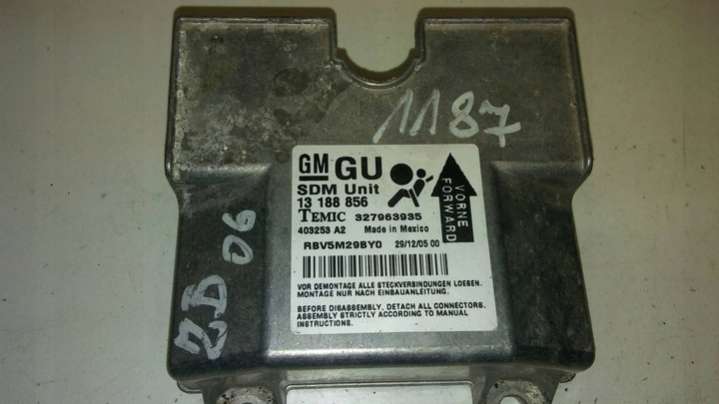 1187
GM GU
SDM Unit
13 188 856
TEMIC 327963935
403253 A2 Made in Mexico
RBV5M29BY0 29/12/05 00
VORNE
FORWARD
VOR DEMONTAGE ALLE STECKVERBINDUNGEN LOESEN.
MONTAGE NUR NACH EINBAUANLEITUNG.
BEFORE DISASSEMBLY, DETACH ALL CONNECTORS.
ASSEMBLY STRICTLY ACCORDING TO MANUAL
INSTRUCTIONS.
ZB 06